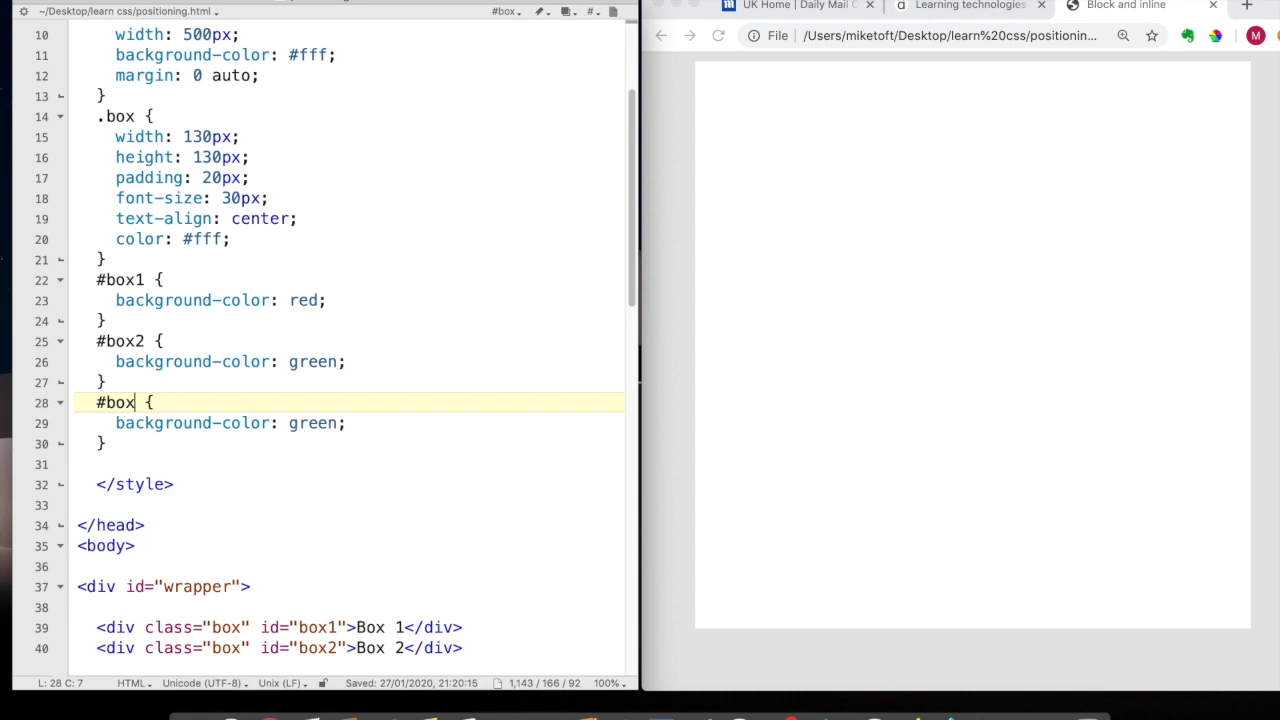 ~/Desktop/learn css/positioning.html
#box
#
10 width: 500px;
11 background-color: #fff;
12 margin: 0 auto;
13 }
14 .box {
15 width: 130px;
16 height: 130px;
17 padding: 20px;
18 font-size: 30px;
19 text-align: center;
20 color: #fff;
21 }
22 #box1 {
23 background-color: red;
24 }
25 #box2 {
26 background-color: green;
27 }
28 #box {
29 background-color: green;
30 }
31
32 </style>
33
34 </head>
35 <body>
36
37 <div id="wrapper">
38
39 <div class="box" id="box1">Box 1</div>
40 <div class="box" id="box2">Box 2</div>
L: 28 C: 7 HTML Unicode (UTF-8) Unix (LF) Saved: 27/01/2020, 21:20:15 1,143 / 166 / 92 100%
UK Home | Daily Mail
a Learning technologies
Block and inline
File /Users/miketoft/Desktop/learn%20css/positionin...
M